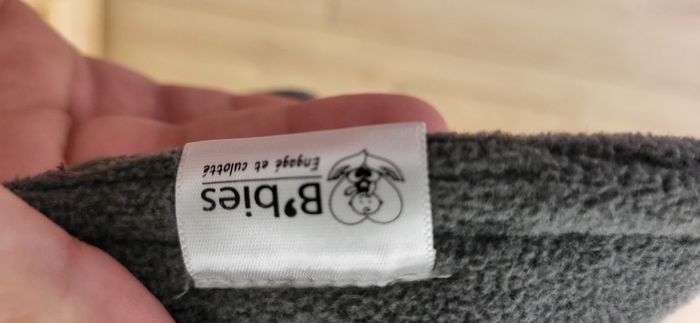 B'bies
Engagé et culotté